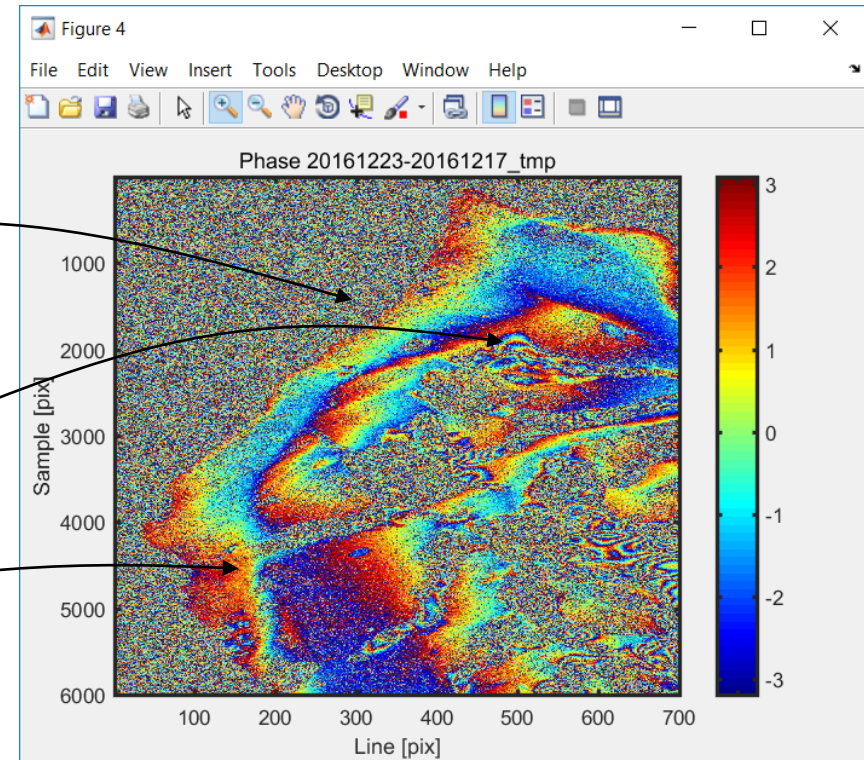 Figure 4
File Edit View Insert Tools Desktop Window Help
Phase 20161223-20161217_tmp
Sample [pix]
1000
2000
3000
4000
5000
6000
100 200 300 400 500 600 700
Line [pix]
3
2
1
0
-1
-2
-3